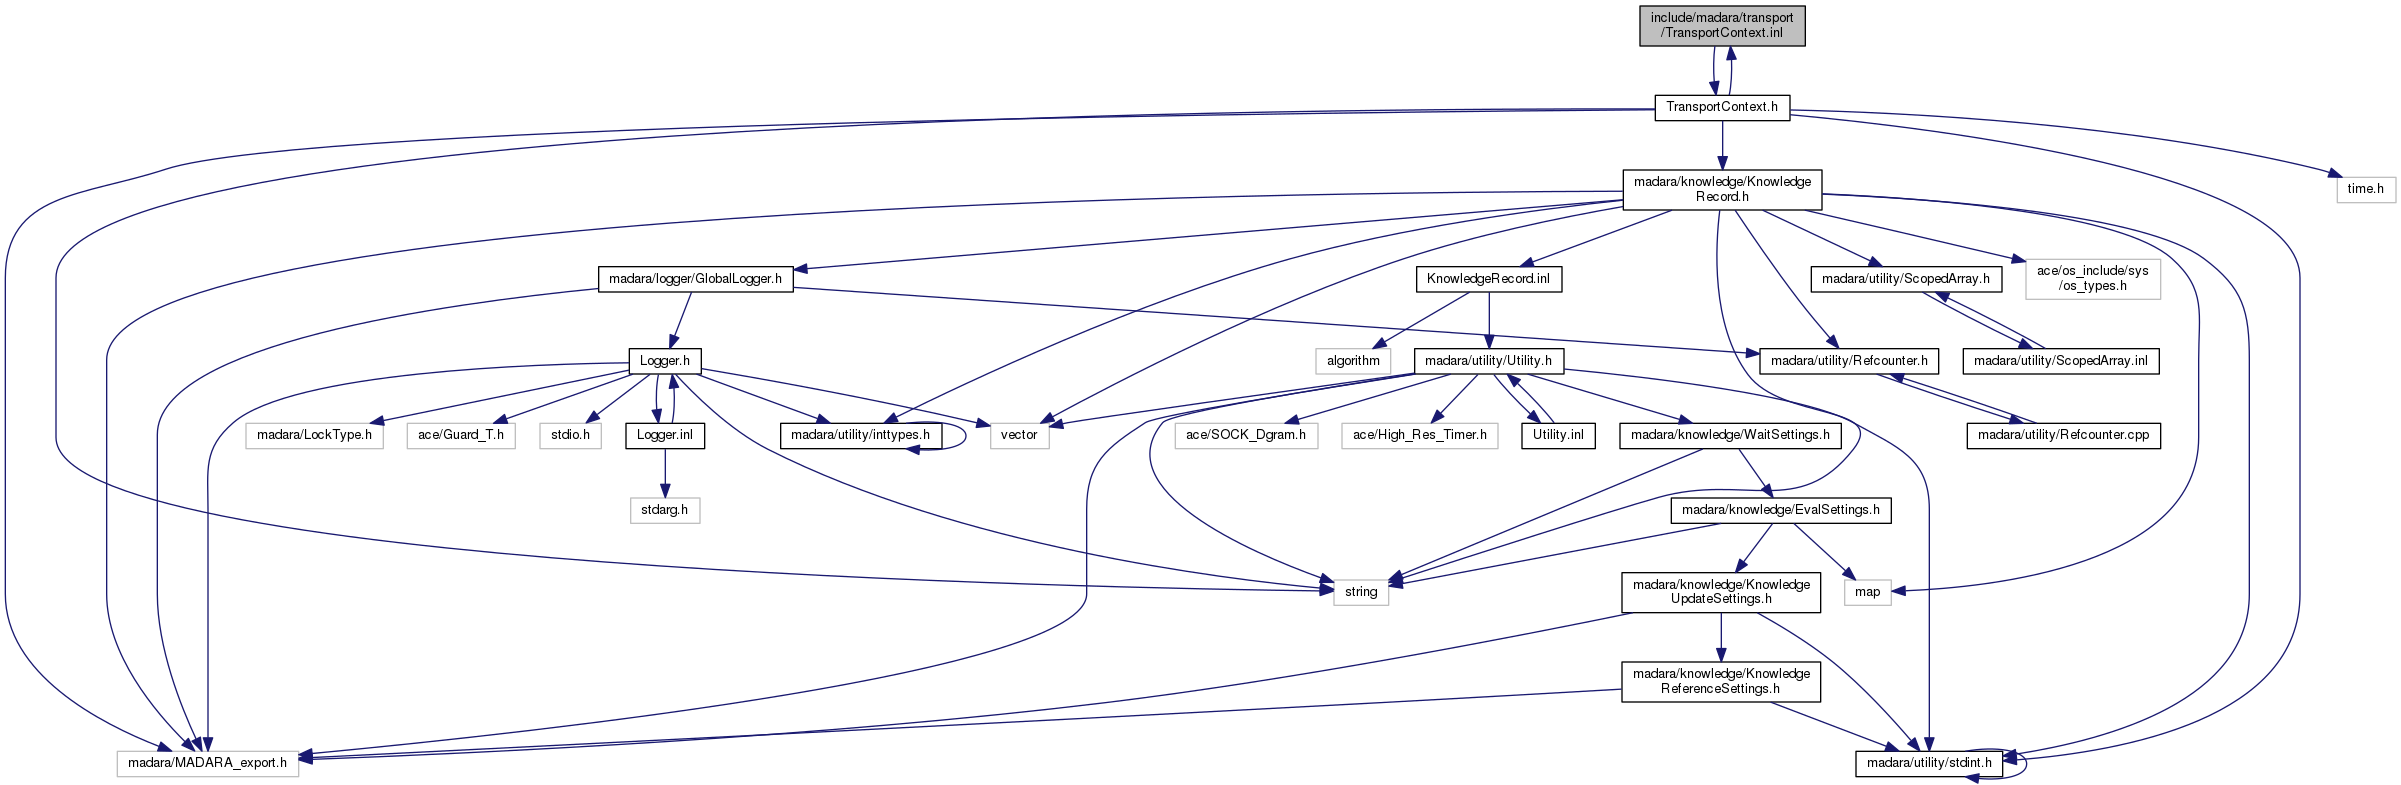 include/madara/transport
/TransportContext.inl
TransportContext.h
madara/knowledge/Knowledge
Record.h
time.h
madara/logger/GlobalLogger.h
KnowledgeRecord.inl
madara/utility/ScopedArray.h
ace/os_include/sys
/os_types.h
Logger.h
algorithm
madara/utility/Utility.h
madara/utility/Refcounter.h
madara/utility/ScopedArray.inl
madara/LockType.h
ace/Guard_T.h
stdio.h
Logger.inl
madara/utility/inttypes.h
vector
ace/SOCK_Dgram.h
ace/High_Res_Timer.h
Utility.inl
madara/knowledge/WaitSettings.h
madara/utility/Refcounter.cpp
stdarg.h
madara/knowledge/EvalSettings.h
string
madara/knowledge/Knowledge
UpdateSettings.h
map
madara/knowledge/Knowledge
ReferenceSettings.h
madara/MADARA_export.h
madara/utility/stdint.h